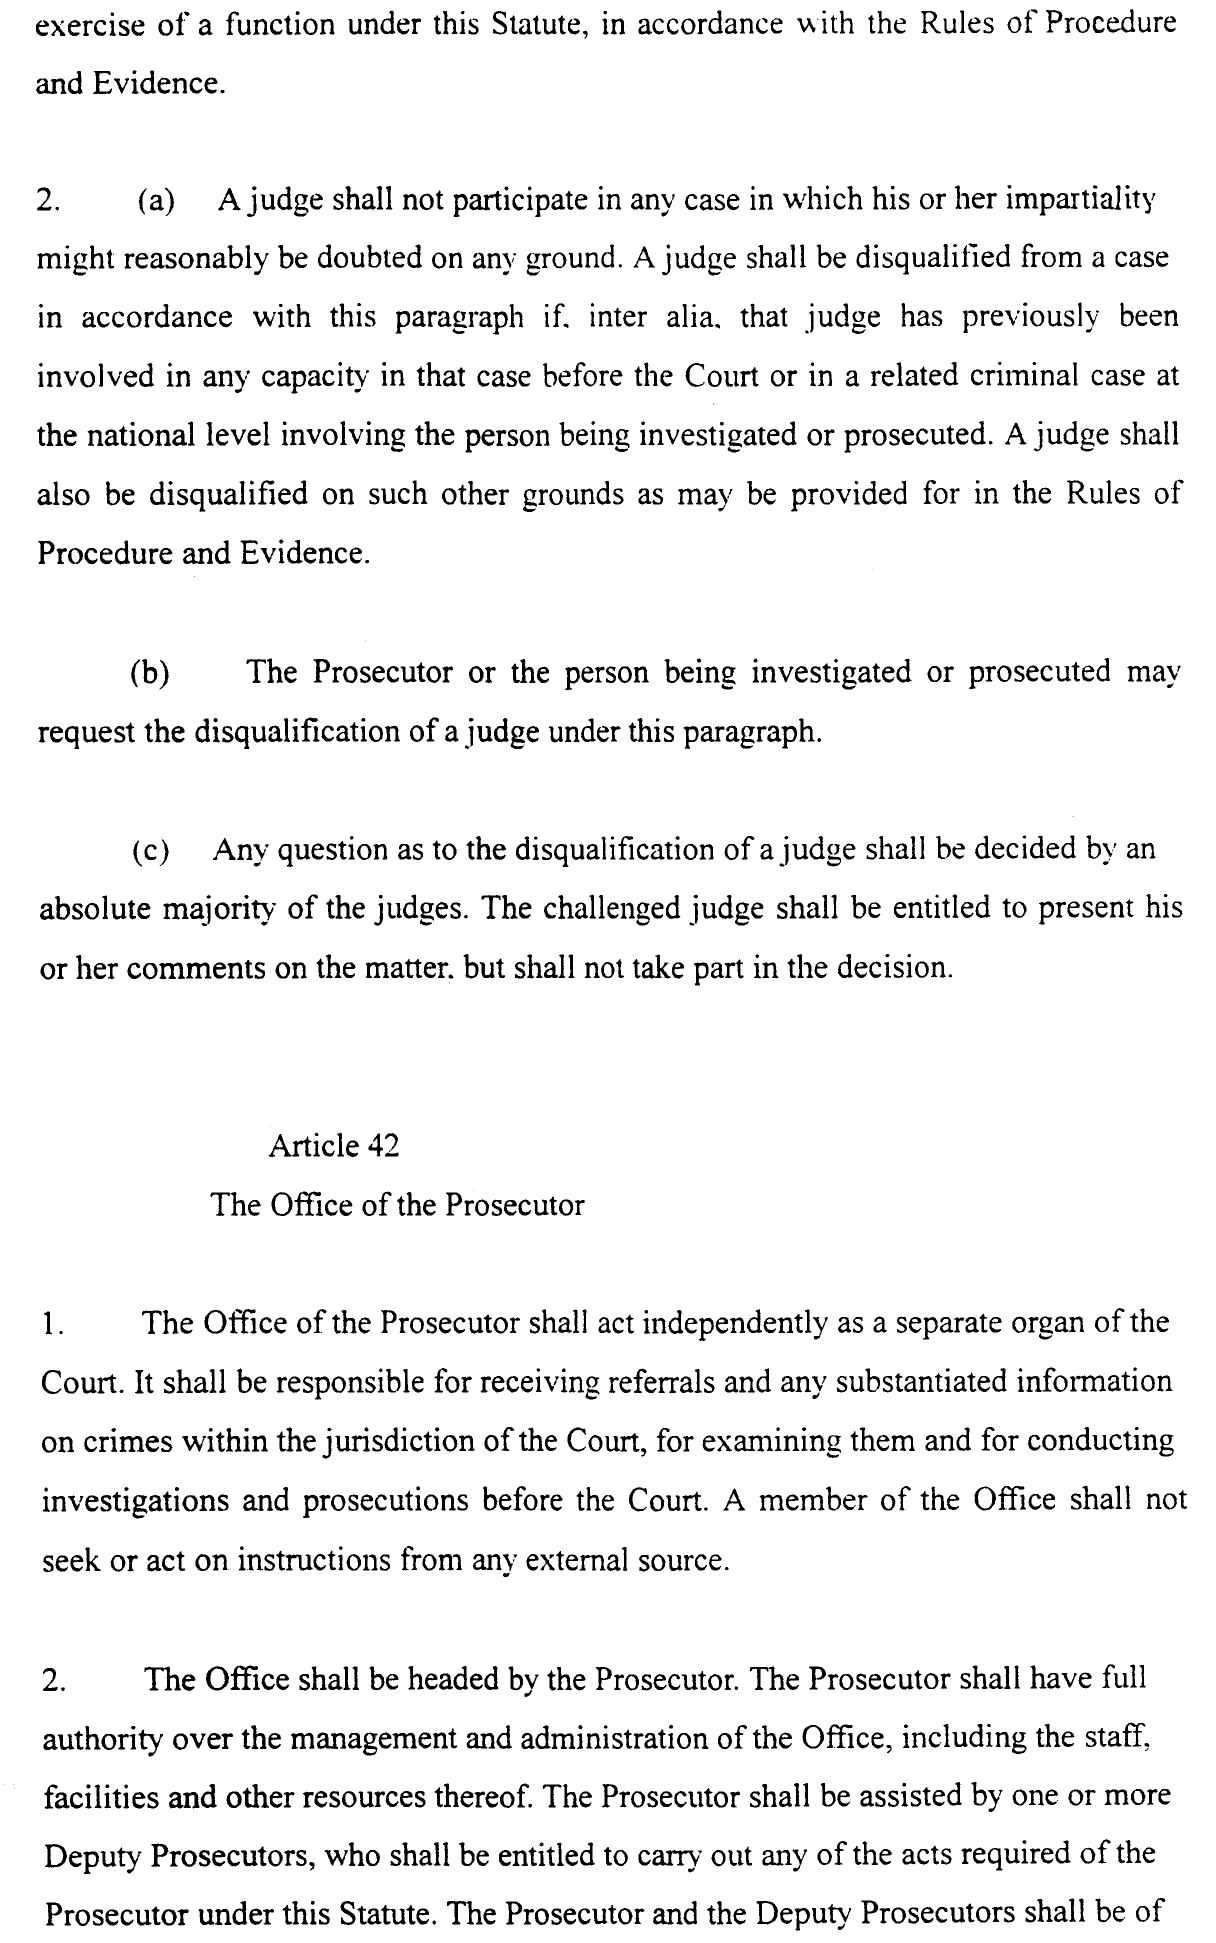 exercise of a function under this Statute, in accordance with the Rules of Procedure
and Evidence.
2. (a) A judge shall not participate in any case in which his or her impartiality
might reasonably be doubted on any ground. A judge shall be disqualified from a case
in accordance with this paragraph if, inter alia, that judge has previously been
involved in any capacity in that case before the Court or in a related criminal case at
the national level involving the person being investigated or prosecuted. A judge shall
also be disqualified on such other grounds as may be provided for in the Rules of
Procedure and Evidence.
(b) The Prosecutor or the person being investigated or prosecuted may
request the disqualification of a judge under this paragraph.
(c) Any question as to the disqualification of a judge shall be decided by an
absolute majority of the judges. The challenged judge shall be entitled to present his
or her comments on the matter, but shall not take part in the decision.
Article 42
The Office of the Prosecutor
1. The Office of the Prosecutor shall act independently as a separate organ of the
Court. It shall be responsible for receiving referrals and any substantiated information
on crimes within the jurisdiction of the Court, for examining them and for conducting
investigations and prosecutions before the Court. A member of the Office shall not
seek or act on instructions from any external source.
2. The Office shall be headed by the Prosecutor. The Prosecutor shall have full
authority over the management and administration of the Office, including the staff,
facilities and other resources thereof. The Prosecutor shall be assisted by one or more
Deputy Prosecutors, who shall be entitled to carry out any of the acts required of the
Prosecutor under this Statute. The Prosecutor and the Deputy Prosecutors shall be of